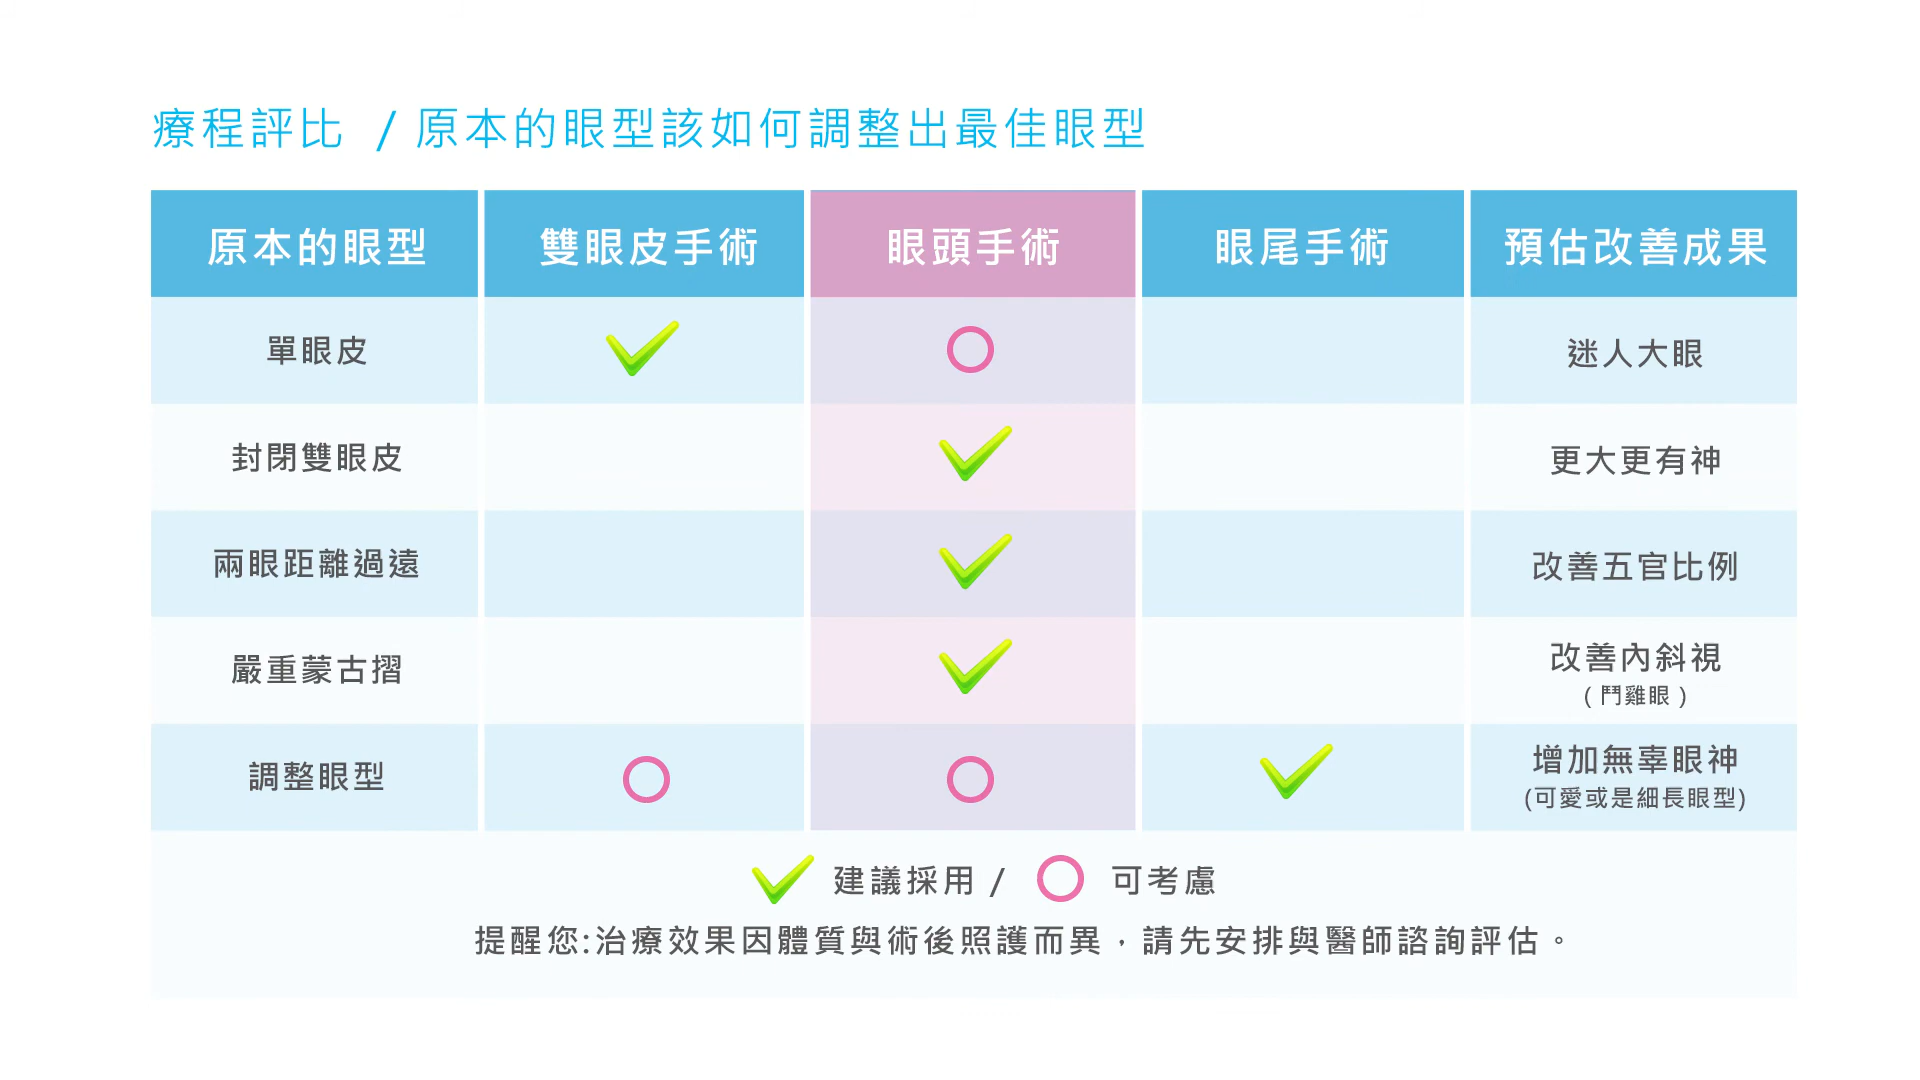 療程評比 / 原本的眼型該如何調整出最佳眼型
原本的眼型 雙眼皮手術 眼頭手術 眼尾手術 預估改善成果
單眼皮 迷人大眼
封閉雙眼皮 更大更有神
兩眼距離過遠 改善五官比例
嚴重蒙古摺 改善內斜視
(鬥雞眼)
調整眼型 增加無辜眼神
(可愛或是細長眼型)
建議採用 / 可考慮
提醒您:治療效果因體質與術後照護而異，請先安排與醫師諮詢評估。